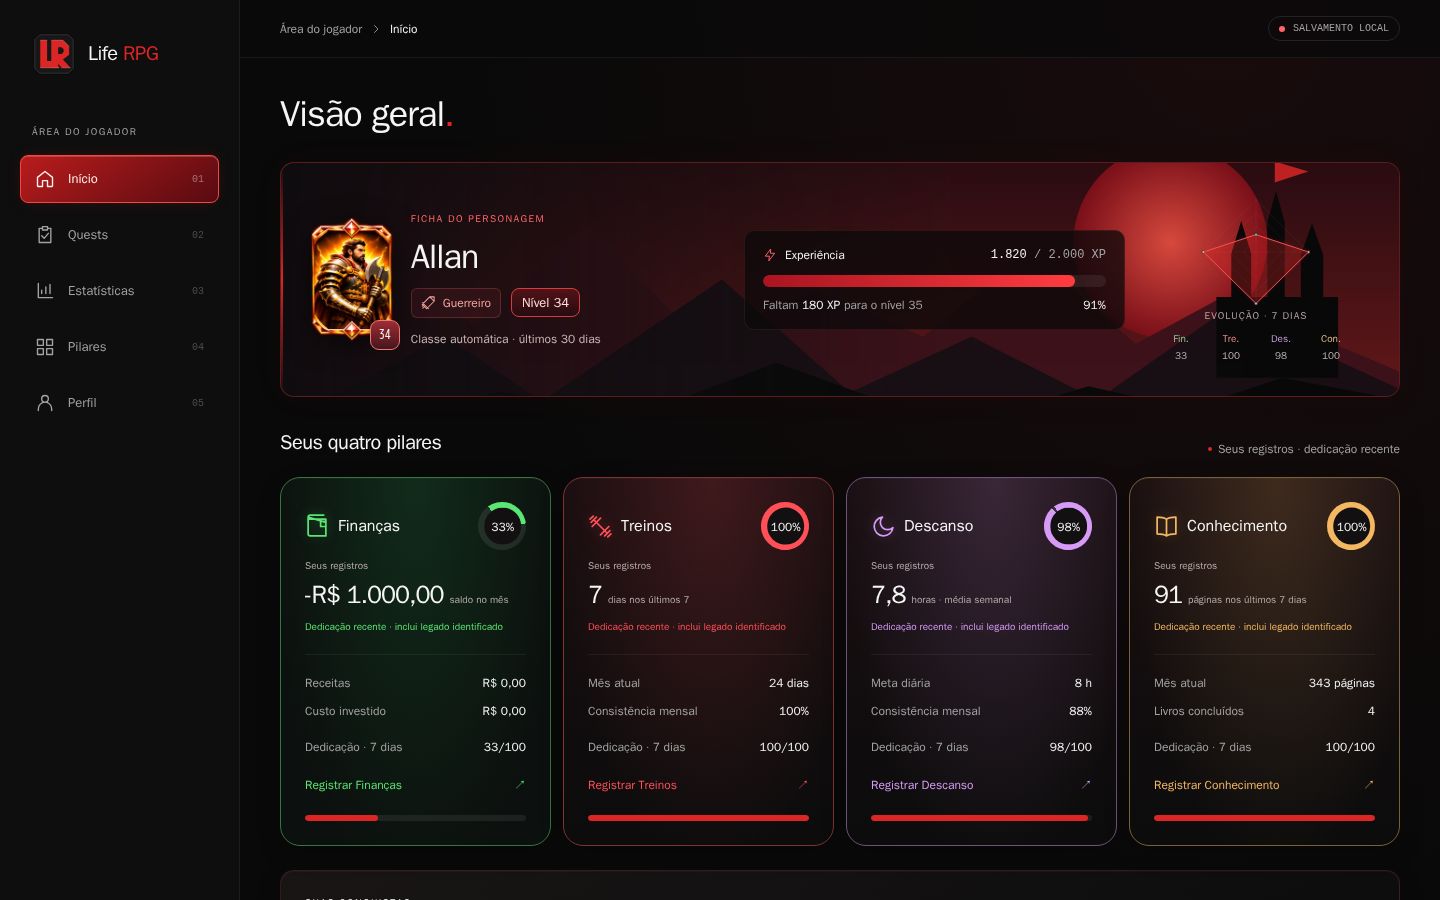 Life RPG
ÁREA DO JOGADOR
Início 01
Quests 02
Estatísticas 03
Pilares 04
Perfil 05
Área do jogador > Início
SALVAMENTO LOCAL
Visão geral.
FICHA DO PERSONAGEM
Allan
Guerreiro Nível 34
34
Classe automática · últimos 30 dias
Experiência 1.820 / 2.000 XP
Faltam 180 XP para o nível 35 91%
EVOLUÇÃO · 7 DIAS
Fin. Tre. Des. Con.
33 100 98 100
Seus quatro pilares
Seus registros · dedicação recente
Finanças 33%
Seus registros
-R$ 1.000,00 saldo no mês
Dedicação recente · inclui legado identificado
Receitas R$ 0,00
Custo investido R$ 0,00
Dedicação · 7 dias 33/100
Registrar Finanças ↗
Treinos 100%
Seus registros
7 dias nos últimos 7
Dedicação recente · inclui legado identificado
Mês atual 24 dias
Consistência mensal 100%
Dedicação · 7 dias 100/100
Registrar Treinos ↗
Descanso 98%
Seus registros
7,8 horas · média semanal
Dedicação recente · inclui legado identificado
Meta diária 8 h
Consistência mensal 88%
Dedicação · 7 dias 98/100
Registrar Descanso ↗
Conhecimento 100%
Seus registros
91 páginas nos últimos 7 dias
Dedicação recente · inclui legado identificado
Mês atual 343 páginas
Livros concluídos 4
Dedicação · 7 dias 100/100
Registrar Conhecimento ↗